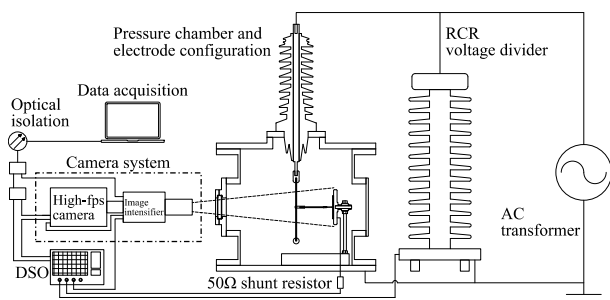 Pressure chamber and
electrode configuration
RCR
voltage divider
Data acquisition
Optical
isolation
Camera system
High-fps
camera
Image
intensifier
AC
transformer
DSO
50Ω shunt resistor